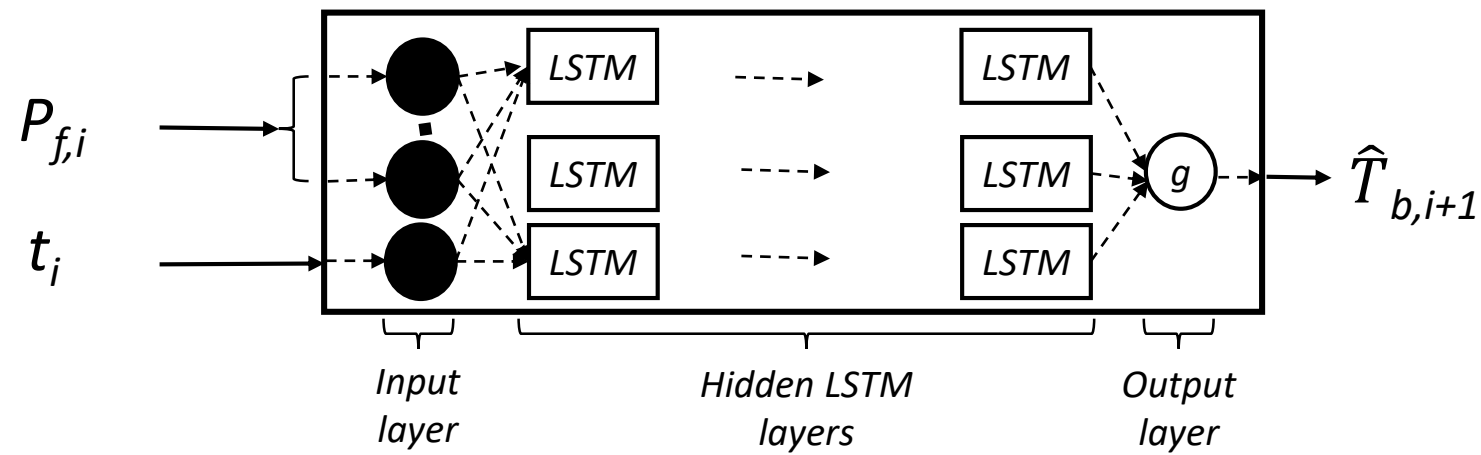 P_{f,i}
t_i
LSTM LSTM
LSTM LSTM
LSTM LSTM
g
T̂_{b,i+1}
Input
layer
Hidden LSTM
layers
Output
layer